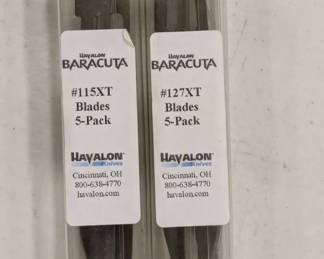 HAVALON
BARACUTA
#115XT
Blades
5-Pack
HAVALON
Knives
Cincinnati, OH
800-638-4770
havalon.com
HAVALON
BARACUTA
#127XT
Blades
5-Pack
HAVALON
Knives
Cincinnati, OH
800-638-4770
havalon.com